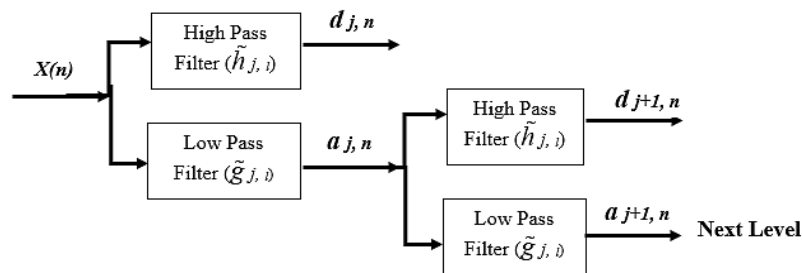 X(n)
High Pass
Filter (h̃ j, i)
d j, n
Low Pass
Filter (g̃ j, i)
a j, n
High Pass
Filter (h̃ j, i)
d j+1, n
Low Pass
Filter (g̃ j, i)
a j+1, n
Next Level